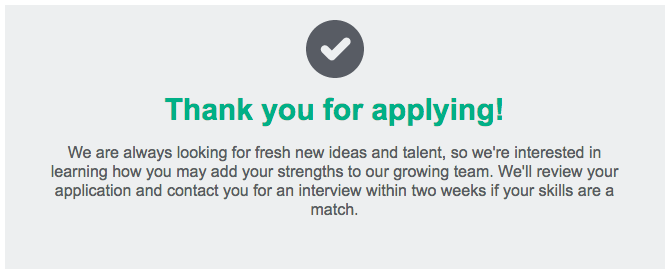 Thank you for applying!
We are always looking for fresh new ideas and talent, so we're interested in
learning how you may add your strengths to our growing team. We'll review your
application and contact you for an interview within two weeks if your skills are a
match.